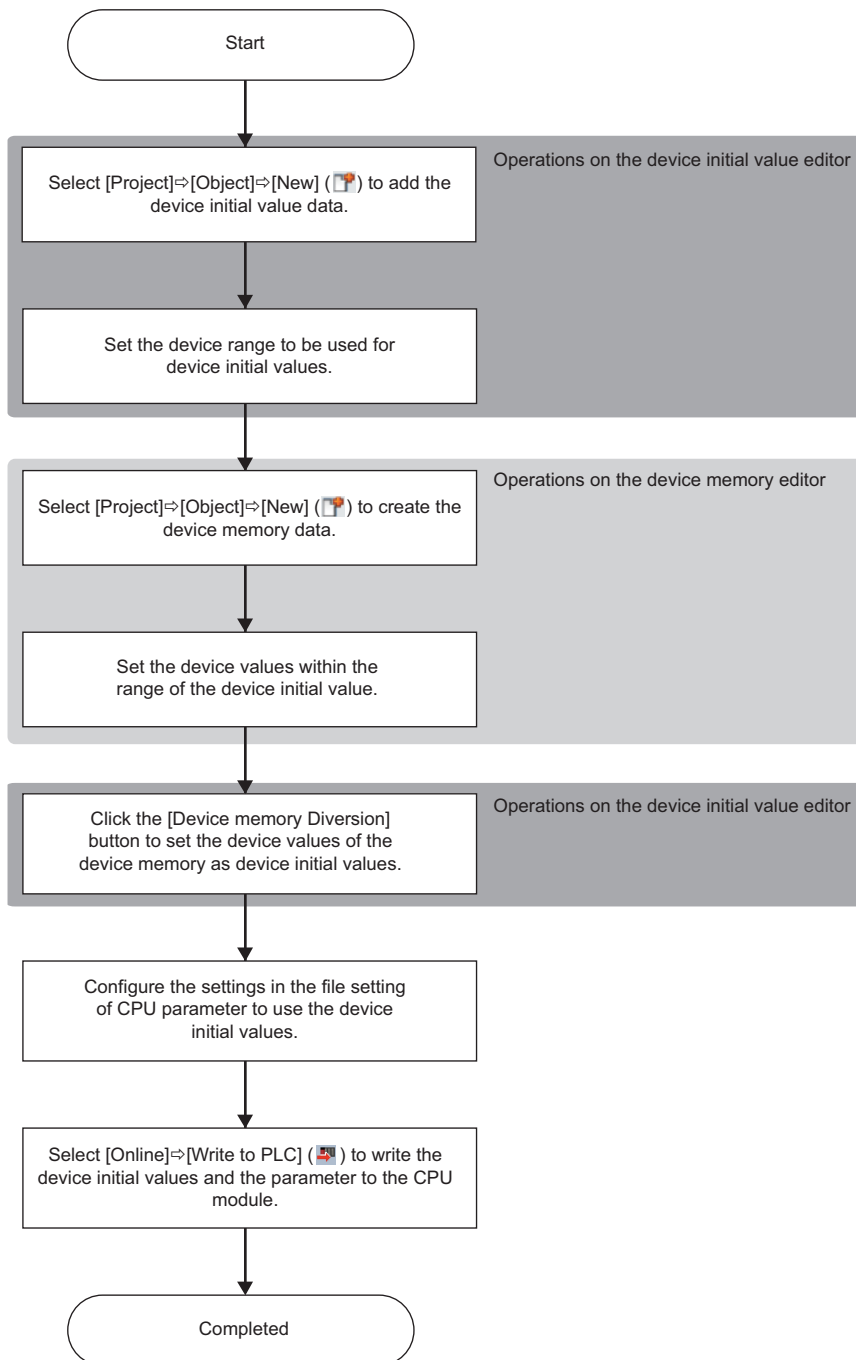 Start
Operations on the device initial value editor
Select [Project]⇨[Object]⇨[New] ( ) to add the
device initial value data.
Set the device range to be used for
device initial values.
Operations on the device memory editor
Select [Project]⇨[Object]⇨[New] ( ) to create the
device memory data.
Set the device values within the
range of the device initial value.
Operations on the device initial value editor
Click the [Device memory Diversion]
button to set the device values of the
device memory as device initial values.
Configure the settings in the file setting
of CPU parameter to use the device
initial values.
Select [Online]⇨[Write to PLC] ( ) to write the
device initial values and the parameter to the CPU
module.
Completed